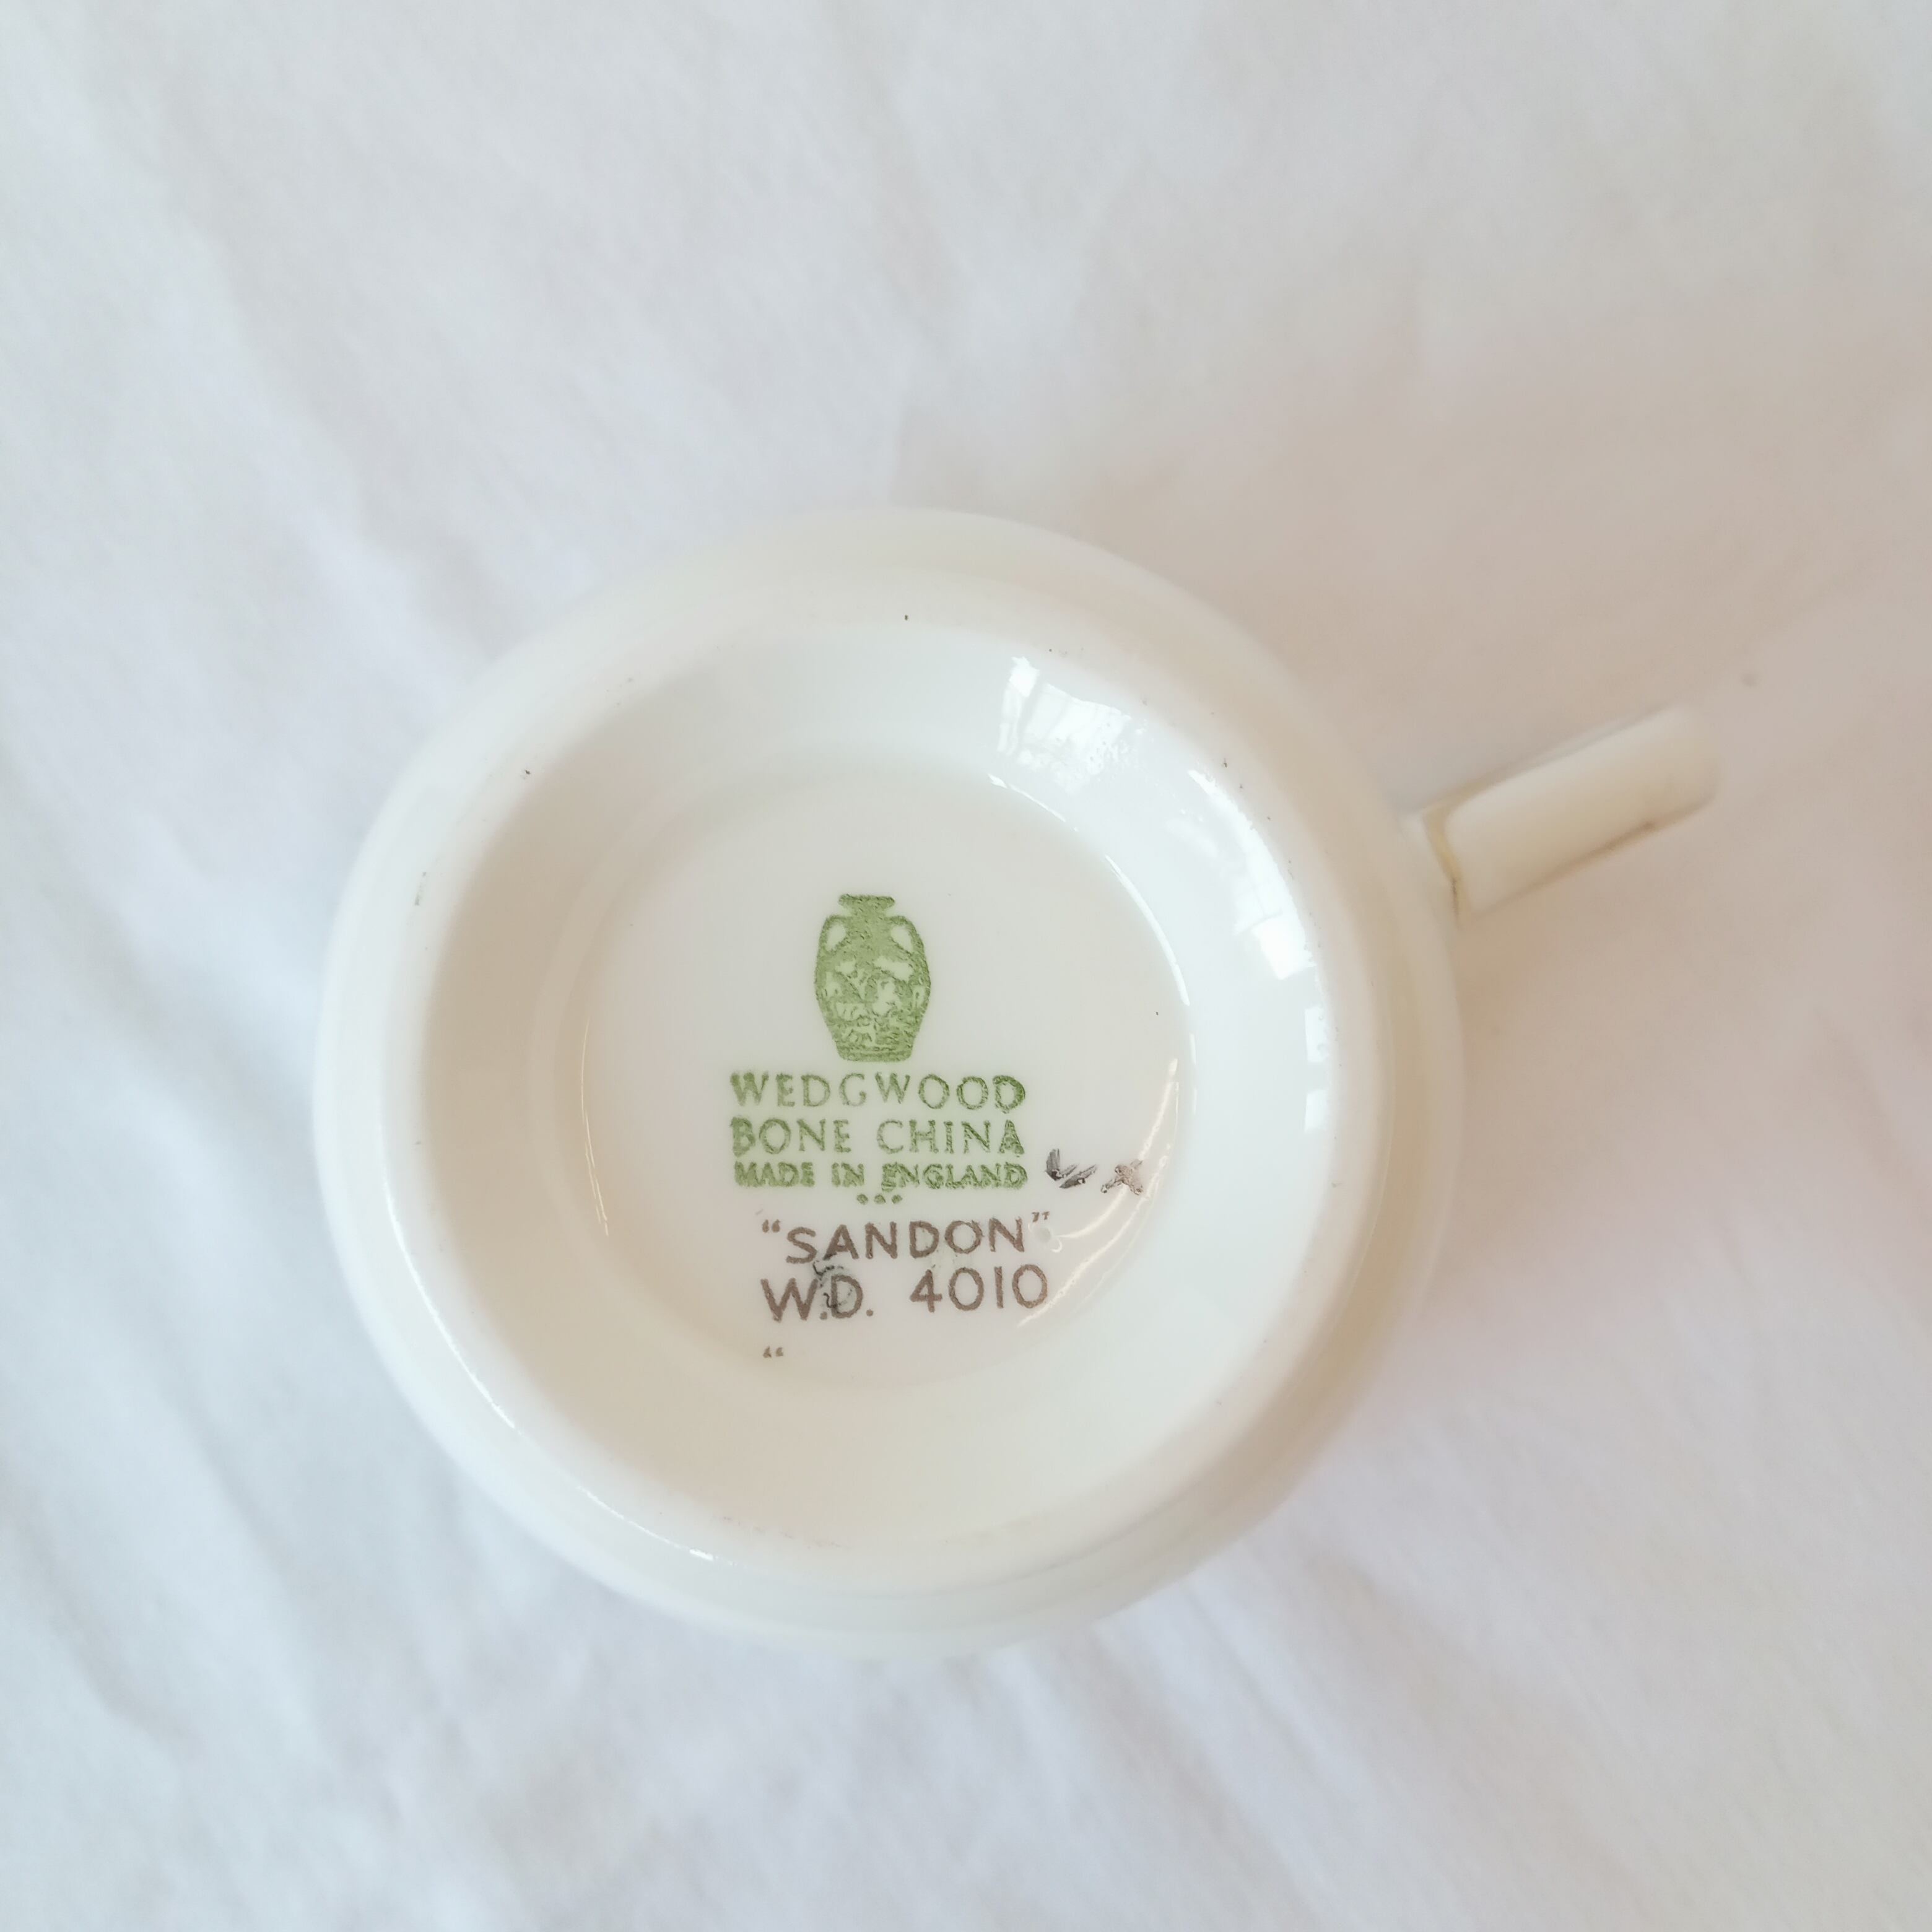 WEDGWOOD
BONE CHINA
MADE IN ENGLAND
"SANDON"
W.D. 4010
"